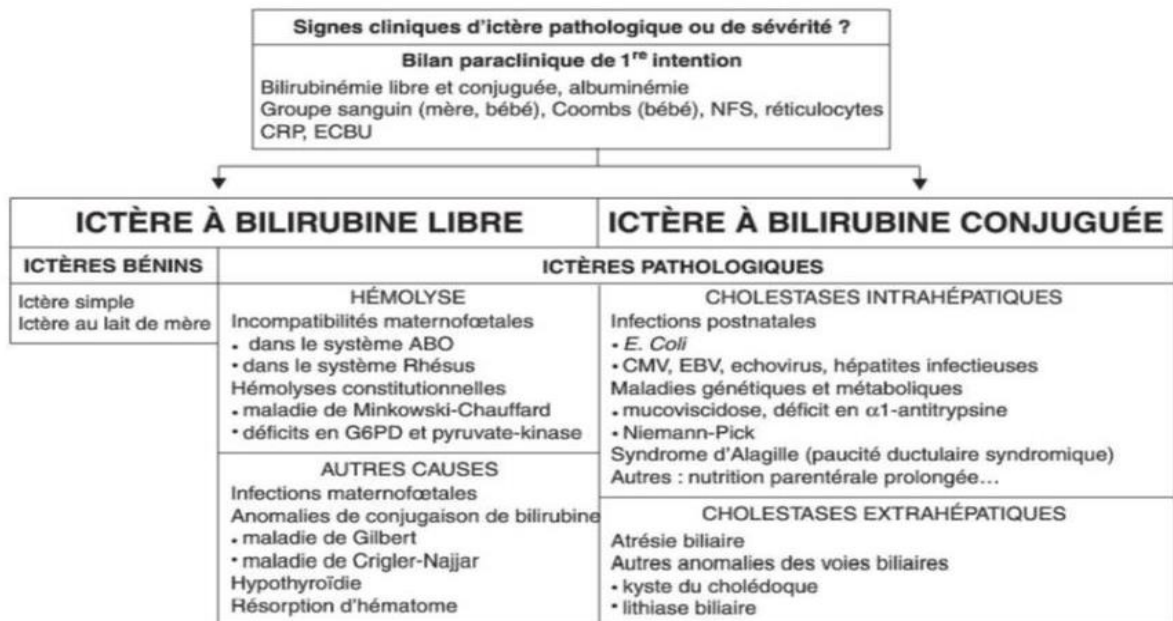 Signes cliniques d'ictère pathologique ou de sévérité ?
Bilan paraclinique de 1re intention
Bilirubinémie libre et conjuguée, albuminémie
Groupe sanguin (mère, bébé), Coombs (bébé), NFS, réticulocytes
CRP, ECBU
ICTÈRE À BILIRUBINE LIBRE
ICTÈRE À BILIRUBINE CONJUGUÉE
ICTÈRES BÉNINS
ICTÈRES PATHOLOGIQUES
Ictère simple
Ictère au lait de mère
HÉMOLYSE
Incompatibilités maternofœtales
• dans le système ABO
• dans le système Rhésus
Hémolyses constitutionnelles
• maladie de Minkowski-Chauffard
• déficits en G6PD et pyruvate-kinase
AUTRES CAUSES
Infections maternofœtales
Anomalies de conjugaison de bilirubine
• maladie de Gilbert
• maladie de Crigler-Najjar
Hypothyroïdie
Résorption d'hématome
CHOLESTASES INTRAHÉPATIQUES
Infections postnatales
• E. Coli
• CMV, EBV, echovirus, hépatites infectieuses
Maladies génétiques et métaboliques
• mucoviscidose, déficit en α1-antitrypsine
• Niemann-Pick
Syndrome d'Alagille (paucité ductulaire syndromique)
Autres : nutrition parentérale prolongée...
CHOLESTASES EXTRAHÉPATIQUES
Atrésie biliaire
Autres anomalies des voies biliaires
• kyste du cholédoque
• lithiase biliaire